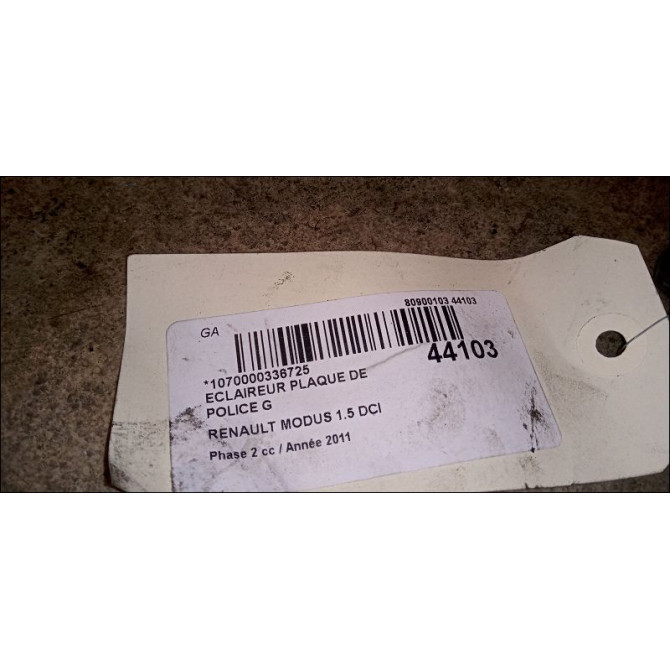 80900103 44103
GA
44103
*1070000336725
ECLAIREUR PLAQUE DE
POLICE G
RENAULT MODUS 1.5 DCI
Phase 2 cc / Année 2011